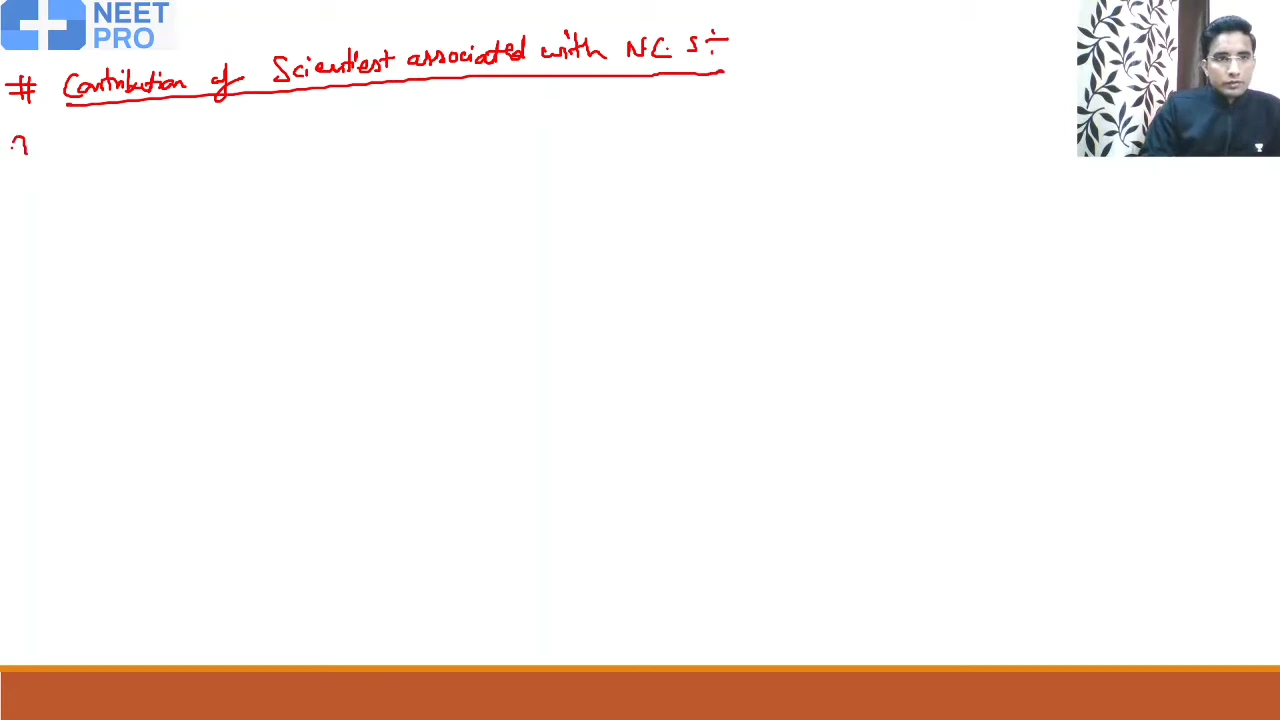 NEET
PRO
# Contribution of Scientiest associated with N.C.S :-